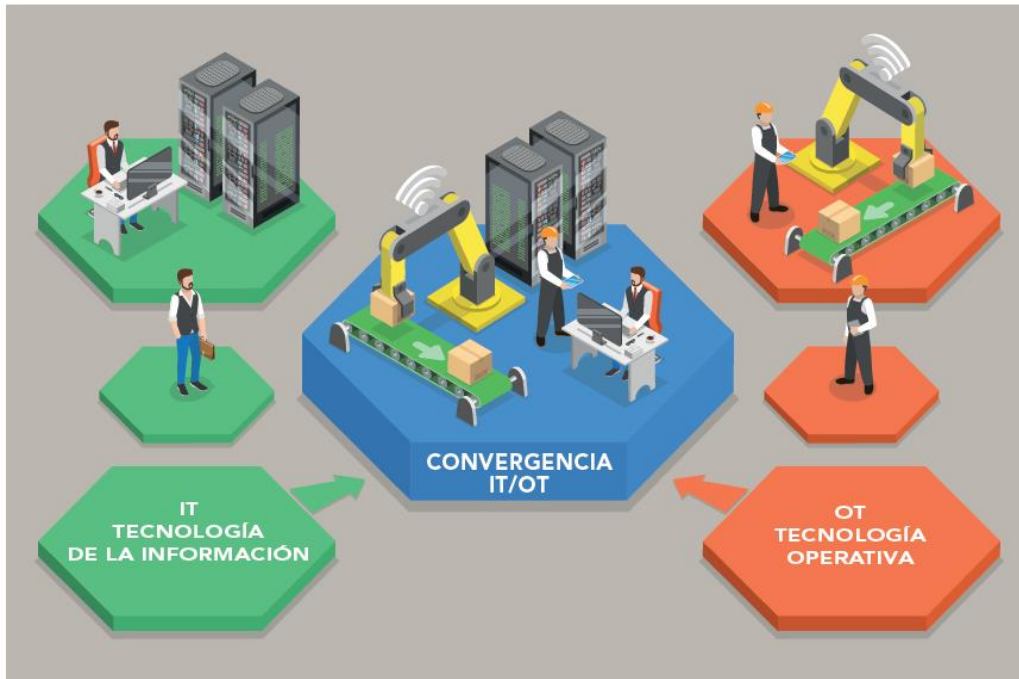 CONVERGENCIA
IT/OT
IT
TECNOLOGÍA
DE LA INFORMACIÓN
OT
TECNOLOGÍA
OPERATIVA